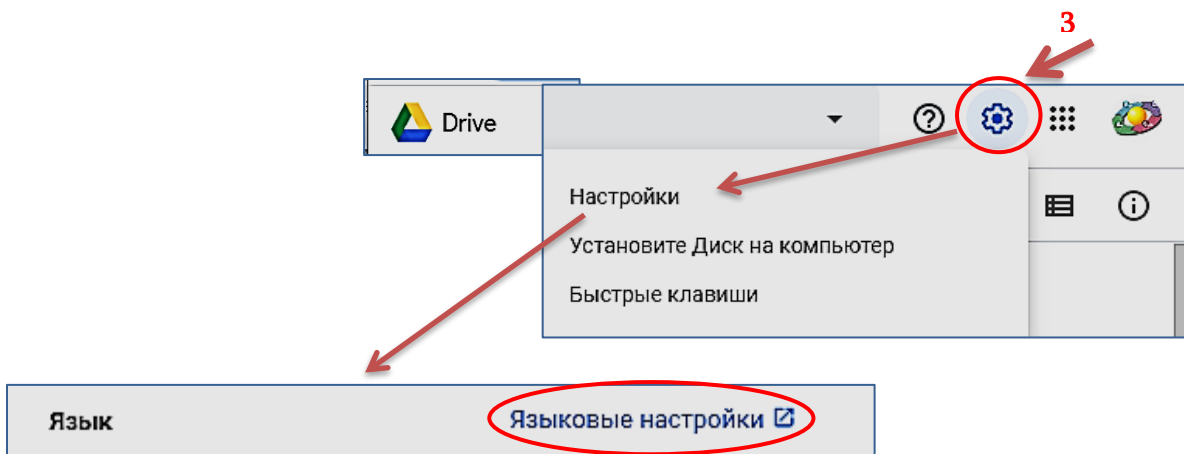 3
Drive
Настройки
Установите Диск на компьютер
Быстрые клавиши
Язык Языковые настройки